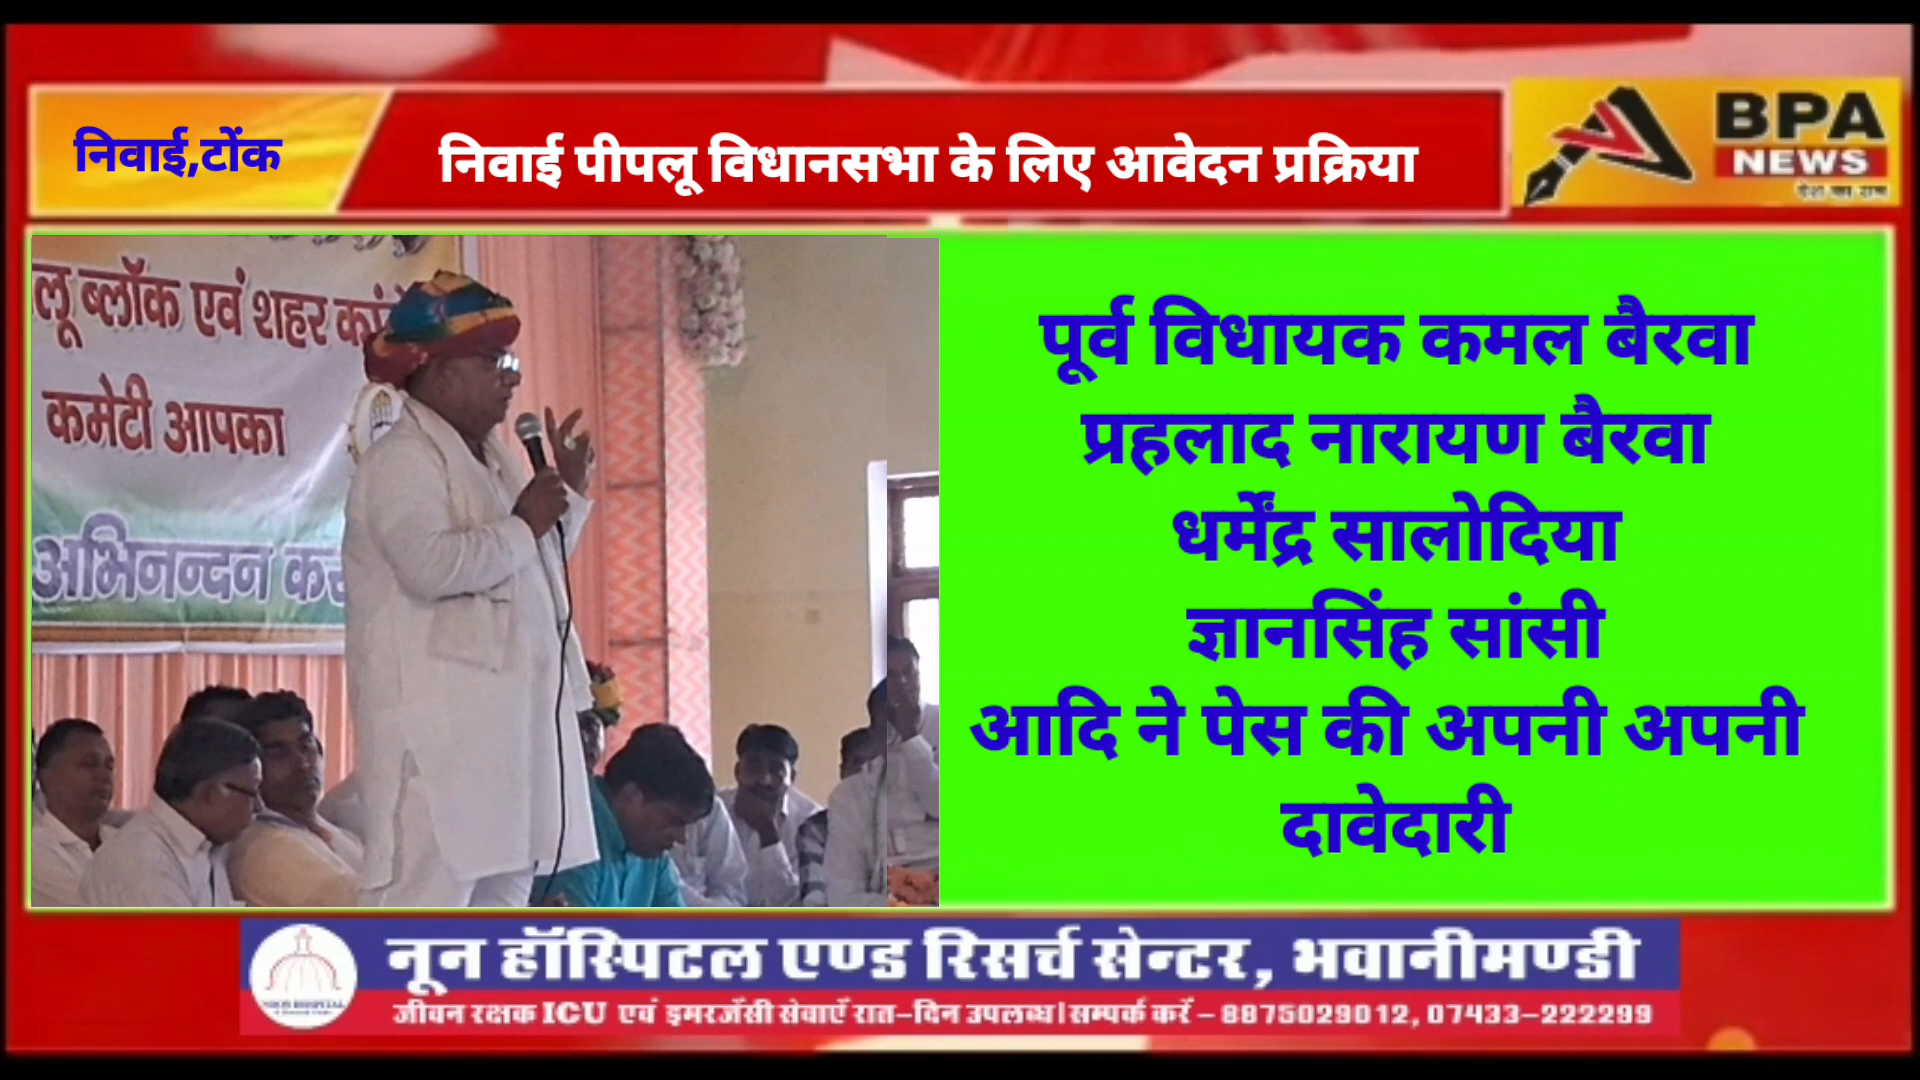 निवाई,टोंक
निवाई पीपलू विधानसभा के लिए आवेदन प्रक्रिया
BPA
NEWS
लू ब्लॉक एवं शहर
कमेटी आपका
अभिनन्दन
पूर्व विधायक कमल बैरवा
प्रहलाद नारायण बैरवा
धर्मेंद्र सालोदिया
ज्ञानसिंह सांसी
आदि ने पेस की अपनी अपनी
दावेदारी
नून हॉस्पिटल एण्ड रिसर्च सेन्टर, भवानीमण्डी
जीवन रक्षक ICU एवं इमरजेंसी सेवाएँ रात-दिन उपलब्ध। सम्पर्क करें - 8875029012, 07433-222299